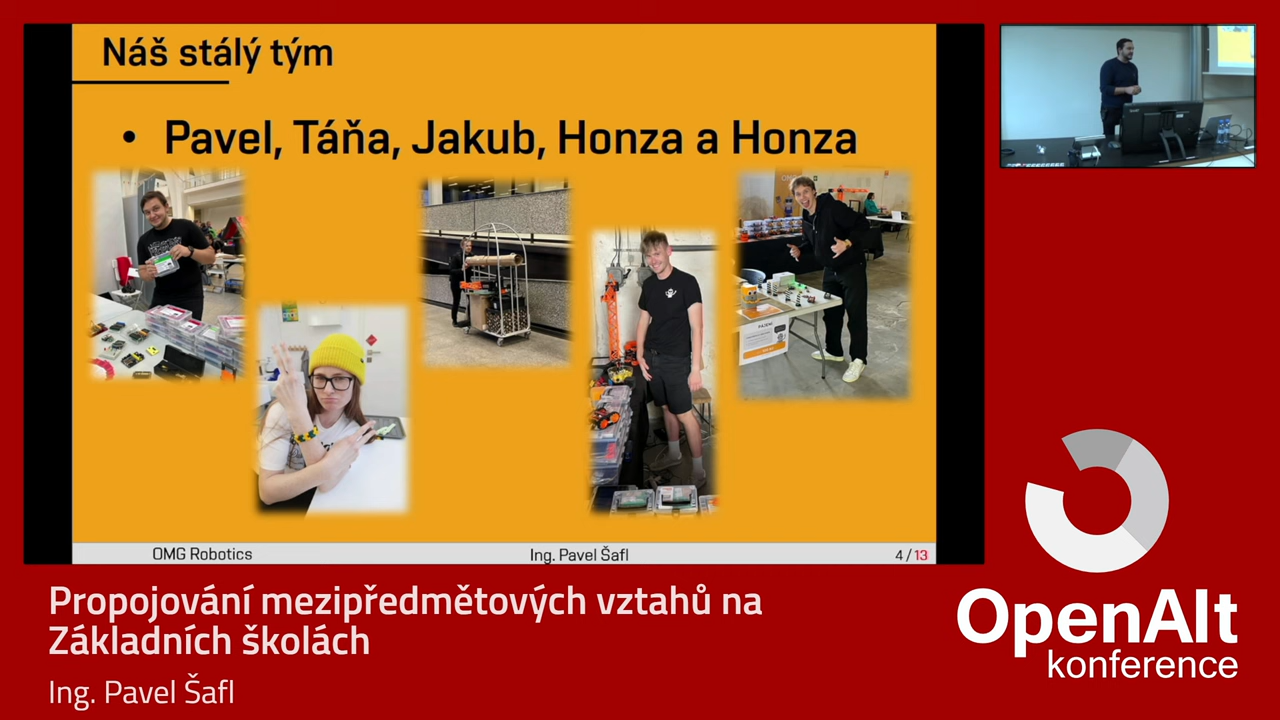 Náš stálý tým
• Pavel, Táňa, Jakub, Honza a Honza
OMG Robotics
Ing. Pavel Šafl
4 / 13
Propojování mezipředmětových vztahů na
Základních školách
Ing. Pavel Šafl
OpenAlt
konference